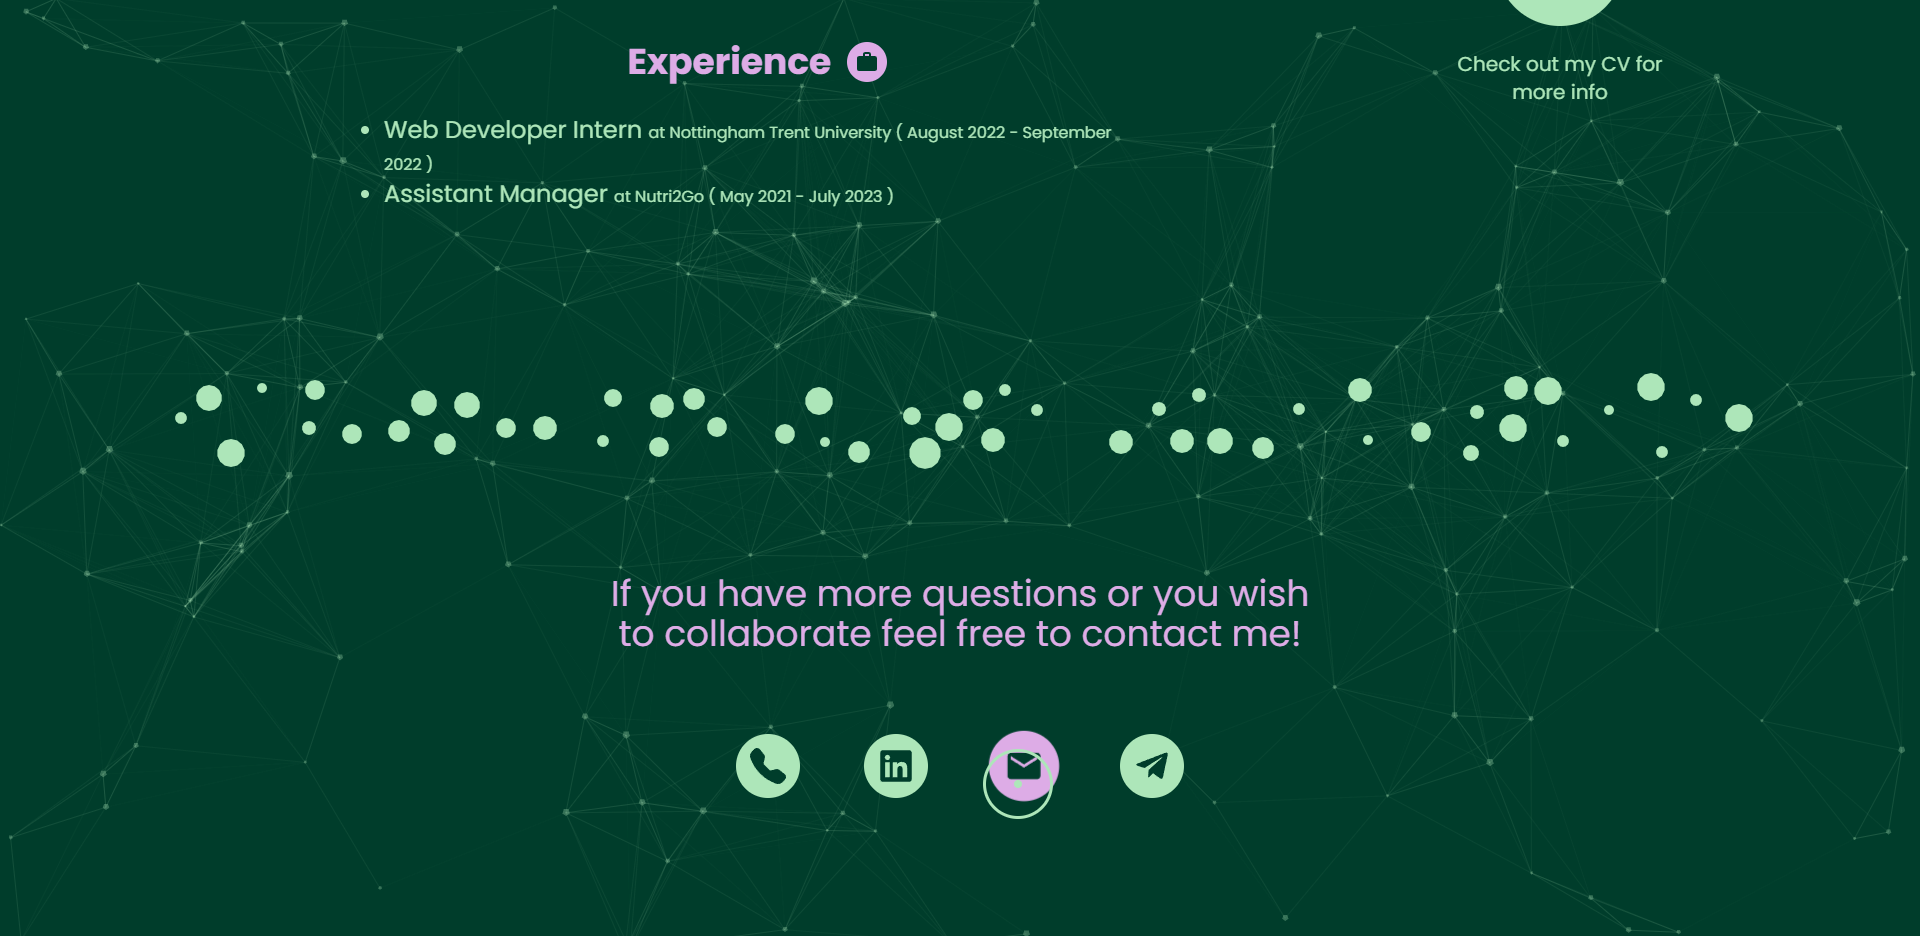 Experience
Check out my CV for
more info
Web Developer Intern at Nottingham Trent University ( August 2022 - September
2022 )
Assistant Manager at Nutri2Go ( May 2021 - July 2023 )
If you have more questions or you wish
to collaborate feel free to contact me!
in